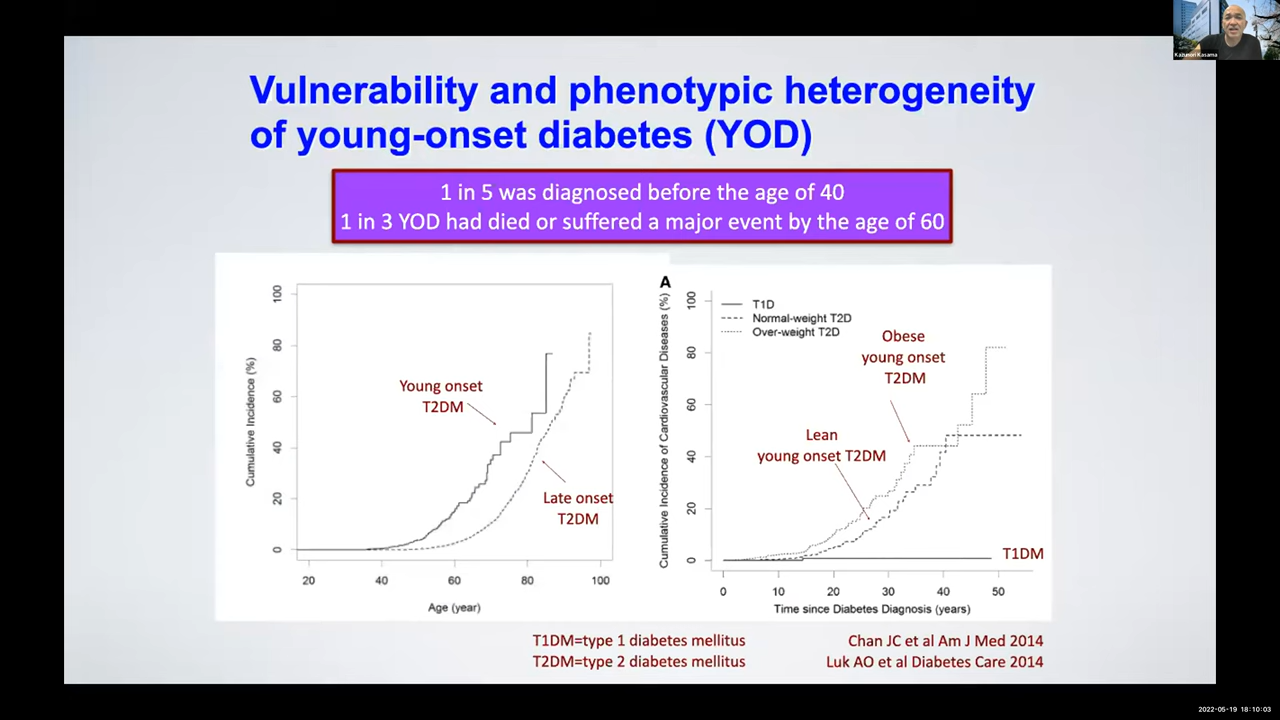 Kazunori Kasama
Vulnerability and phenotypic heterogeneity
of young-onset diabetes (YOD)
1 in 5 was diagnosed before the age of 40
1 in 3 YOD had died or suffered a major event by the age of 60
Cumulative Incidence (%)
100
80
60
40
20
0
Young onset
T2DM
Late onset
T2DM
20
40
60
80
100
Age (year)
A
Cumulative Incidence of Cardiovascular Diseases (%)
100
80
60
40
20
0
T1D
Normal-weight T2D
Over-weight T2D
Obese
young onset
T2DM
Lean
young onset T2DM
T1DM
0
10
20
30
40
50
Time since Diabetes Diagnosis (years)
T1DM=type 1 diabetes mellitus
T2DM=type 2 diabetes mellitus
Chan JC et al Am J Med 2014
Luk AO et al Diabetes Care 2014
2022-05-19 18:10:03